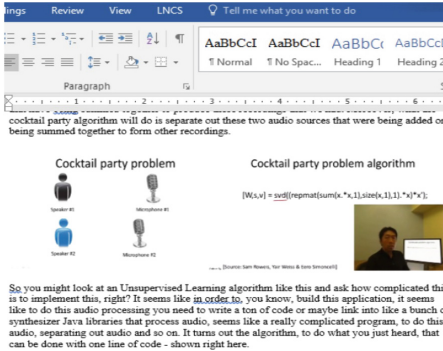 ings Review View LNCS Tell me what you want to do
AaBbCcI AaBbCcI AaBbCc AaBbCcI
¶ Normal ¶ No Spac... Heading 1 Heading 2
Paragraph
1 2 3 4 5 6
cocktail party algorithm will do is separate out these two audio sources that were being added or
being summed together to form other recordings.
Cocktail party problem Cocktail party problem algorithm
[W,s,v] = svd((repmat(sum(x.*x,1),size(x,1),1).*x)*x');
Speaker #1 Microphone #1
Speaker #2 Microphone #2
[Source: Sam Roweis, Yair Weiss & Eero Simoncelli]
So you might look at an Unsupervised Learning algorithm like this and ask how complicated thi
is to implement this, right? It seems like in order to, you know, build this application, it seems
like to do this audio processing you need to write a ton of code or maybe link into like a bunch o
synthesizer Java libraries that process audio, seems like a really complicated program, to do this
audio, separating out audio and so on. It turns out the algorithm, to do what you just heard, that
can be done with one line of code - shown right here.